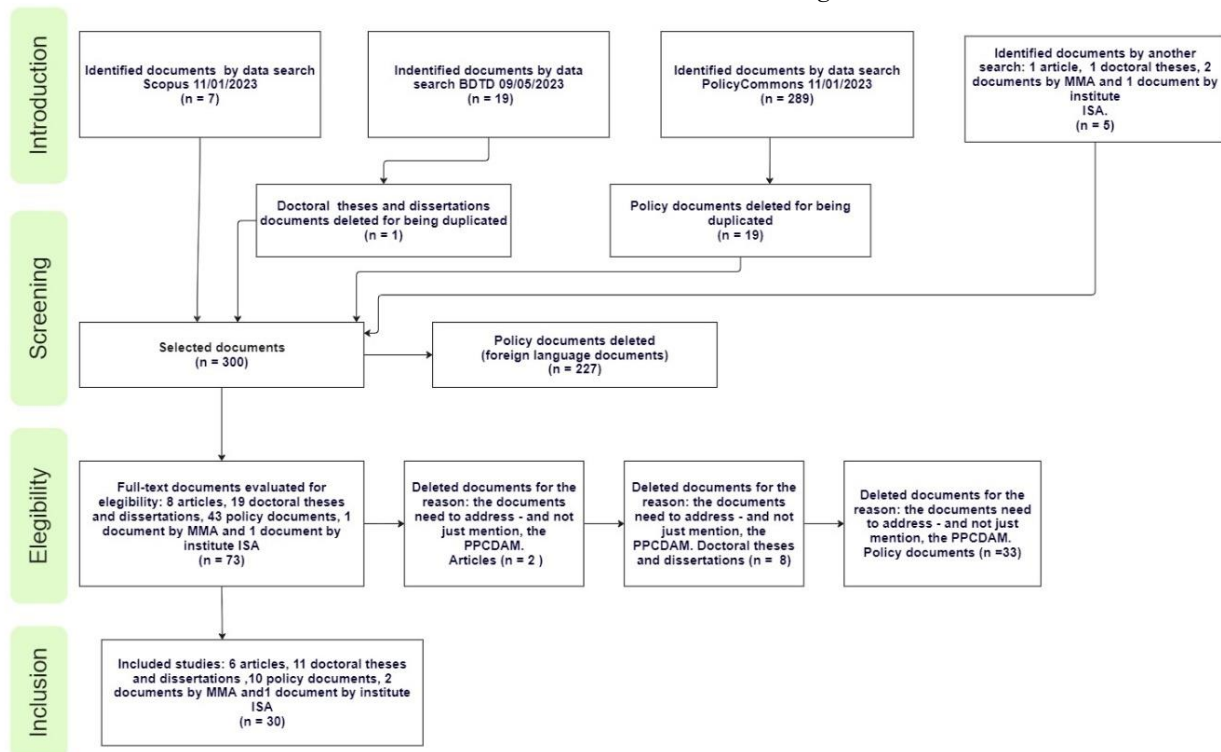 Introduction
Identified documents by data search
Scopus 11/01/2023
(n = 7)
Indentified documents by data
search BDTD 09/05/2023
(n = 19)
Identified documents by data search
PolicyCommons 11/01/2023
(n = 289)
Identified documents by another
search: 1 article, 1 doctoral theses, 2
documents by MMA and 1 document by
institute
ISA.
(n = 5)
Screening
Doctoral theses and dissertations
documents deleted for being duplicated
(n = 1)
Policy documents deleted for being
duplicated
(n = 19)
Selected documents
(n = 300)
Policy documents deleted
(foreign language documents)
(n = 227)
Elegibility
Full-text documents evaluated for
elegibility: 8 articles, 19 doctoral theses
and dissertations, 43 policy documents, 1
document by MMA and 1 document by
institute ISA
(n = 73)
Deleted documents for the
reason: the documents
need to address - and not
just mention, the
PPCDAM.
Articles (n = 2 )
Deleted documents for the
reason: the documents
need to address - and not
just mention, the
PPCDAM. Doctoral theses
and dissertations (n = 8)
Deleted documents for the
reason: the documents need
to address - and not just
mention, the PPCDAM.
Policy documents (n =33)
Inclusion
Included studies: 6 articles, 11 doctoral theses
and dissertations ,10 policy documents, 2
documents by MMA and1 document by institute
ISA
(n = 30)